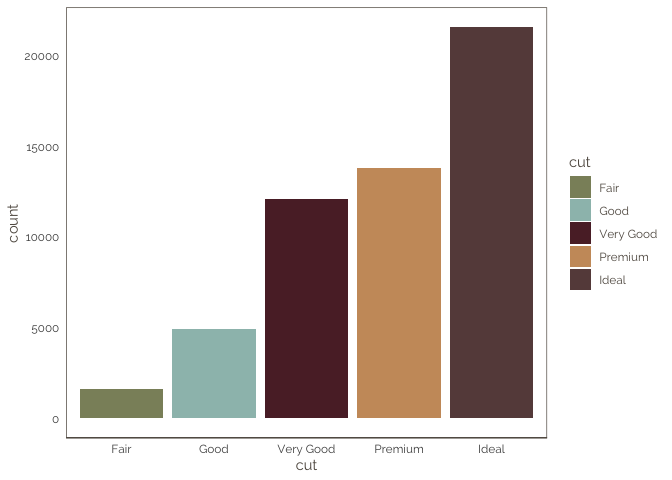 20000
15000
10000
5000
0
count
Fair
Good
Very Good
Premium
Ideal
cut
cut
Fair
Good
Very Good
Premium
Ideal